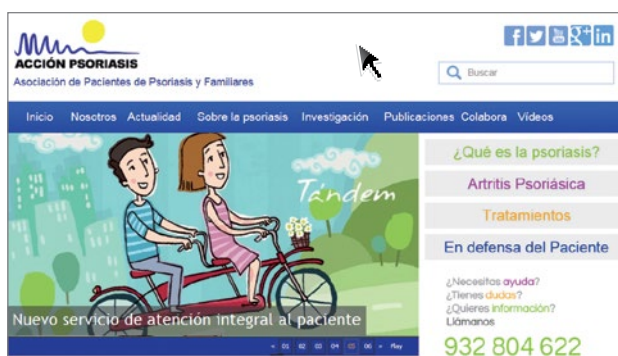 ACCIÓN PSORIASIS
Asociación de Pacientes de Psoriasis y Familiares
Buscar
Inicio Nosotros Actualidad Sobre la psoriasis Investigación Publicaciones Colabora Vídeos
Tándem
Nuevo servicio de atención integral al paciente
« 01 02 03 04 05 06 » Play
¿Qué es la psoriasis?
Artritis Psoriásica
Tratamientos
En defensa del Paciente
¿Necesitas ayuda?
¿Tienes dudas?
¿Quieres información?
Llámanos
932 804 622